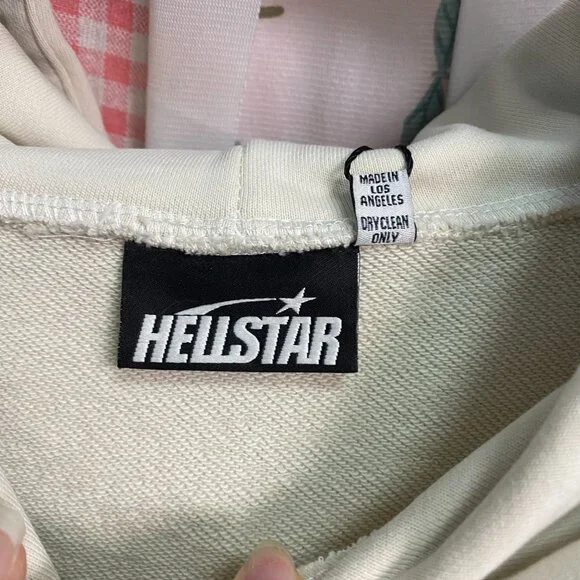 MADE IN
LOS
ANGELES
DRY CLEAN
ONLY
HELLSTAR